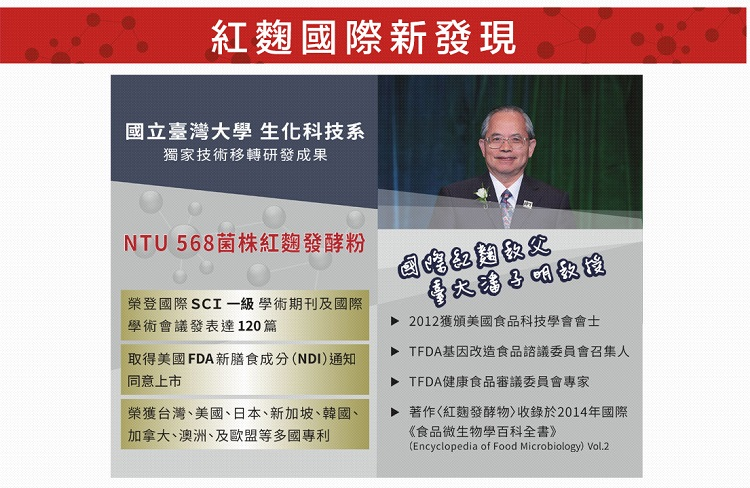 紅麴國際新發現
國立臺灣大學 生化科技系
獨家技術移轉研發成果
NTU 568菌株紅麴發酵粉
榮登國際 SCI 一級 學術期刊及國際
學術會議發表達 120 篇
取得美國 FDA 新膳食成分(NDI)通知
同意上市
榮獲台灣、美國、日本、新加坡、韓國、
加拿大、澳洲、及歐盟等多國專利
國際紅麴教父
臺大潘子明教授
▶ 2012獲頒美國食品科技學會會士
▶ TFDA基因改造食品諮議委員會召集人
▶ TFDA健康食品審議委員會專家
▶ 著作〈紅麴發酵物〉收錄於2014年國際
《食品微生物學百科全書》
(Encyclopedia of Food Microbiology) Vol.2